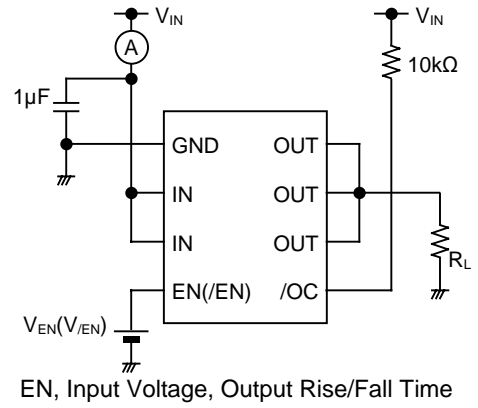 VIN
VIN
A
10kΩ
1µF
GND
OUT
IN
OUT
IN
OUT
EN(/EN)
/OC
RL
VEN(V/EN)
EN, Input Voltage, Output Rise/Fall Time